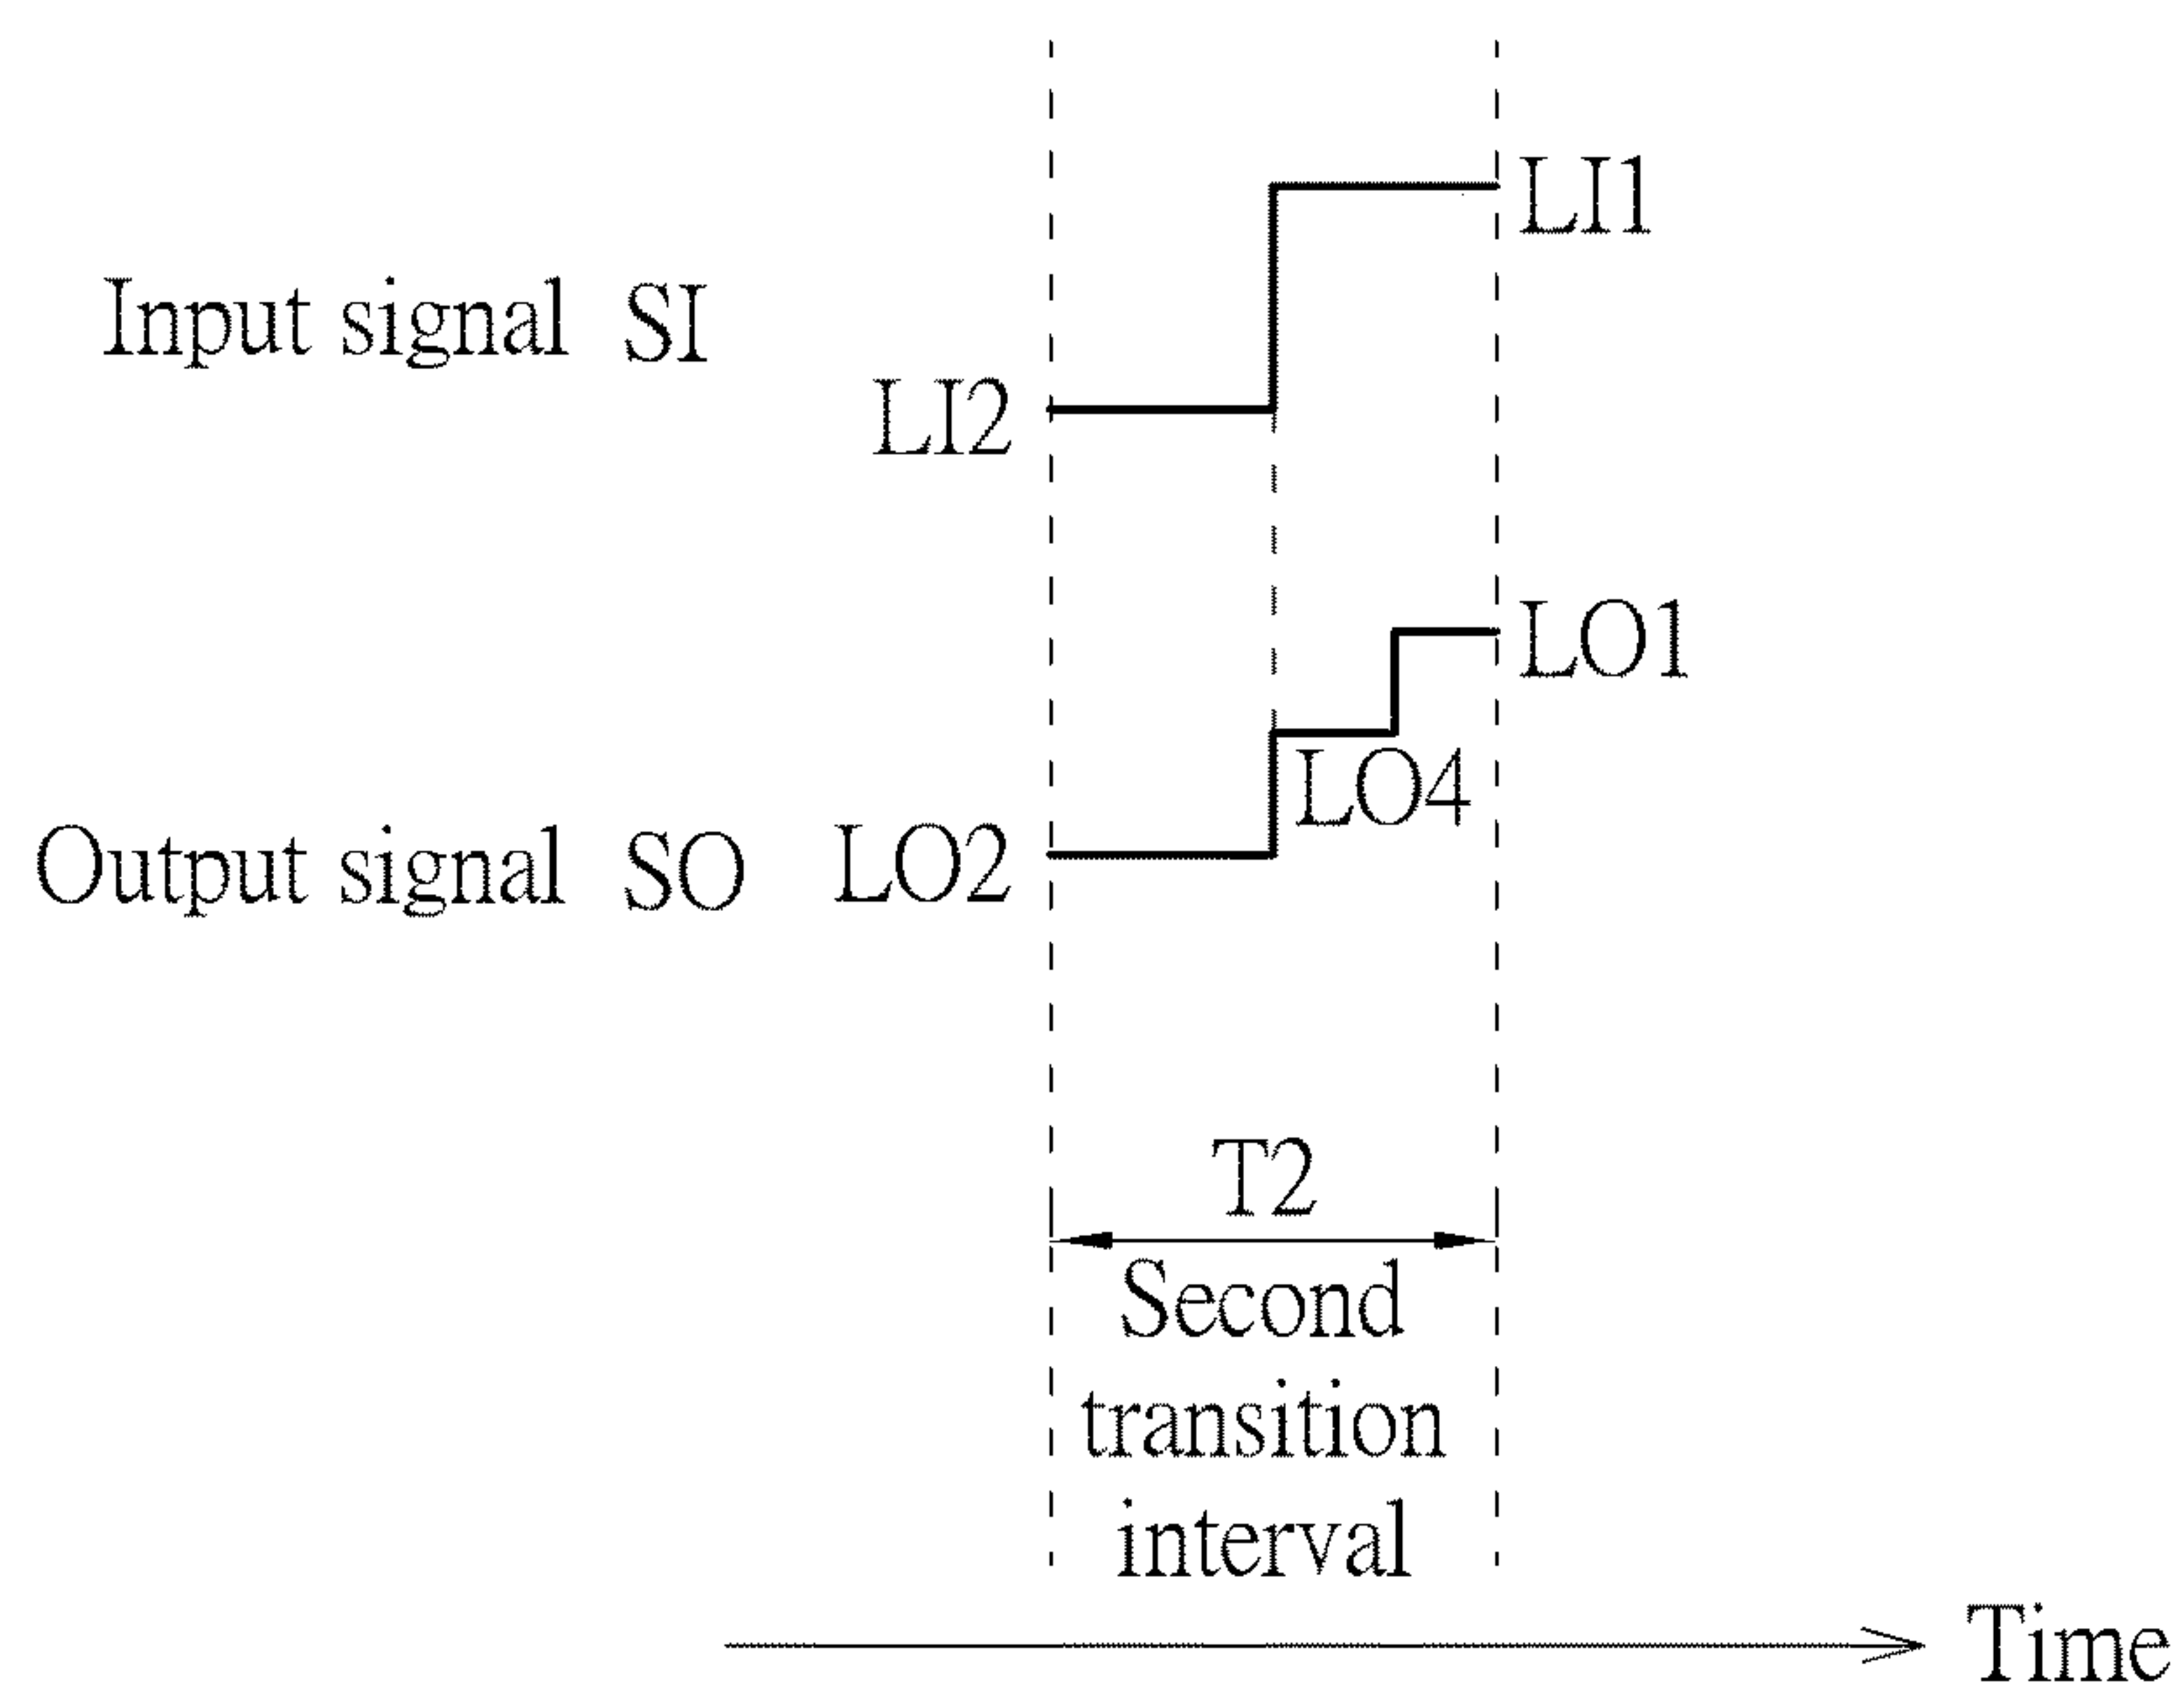 LI1
Input signal SI
LI2
LO1
LO4
Output signal SO LO2
T2
Second
transition
interval
Time